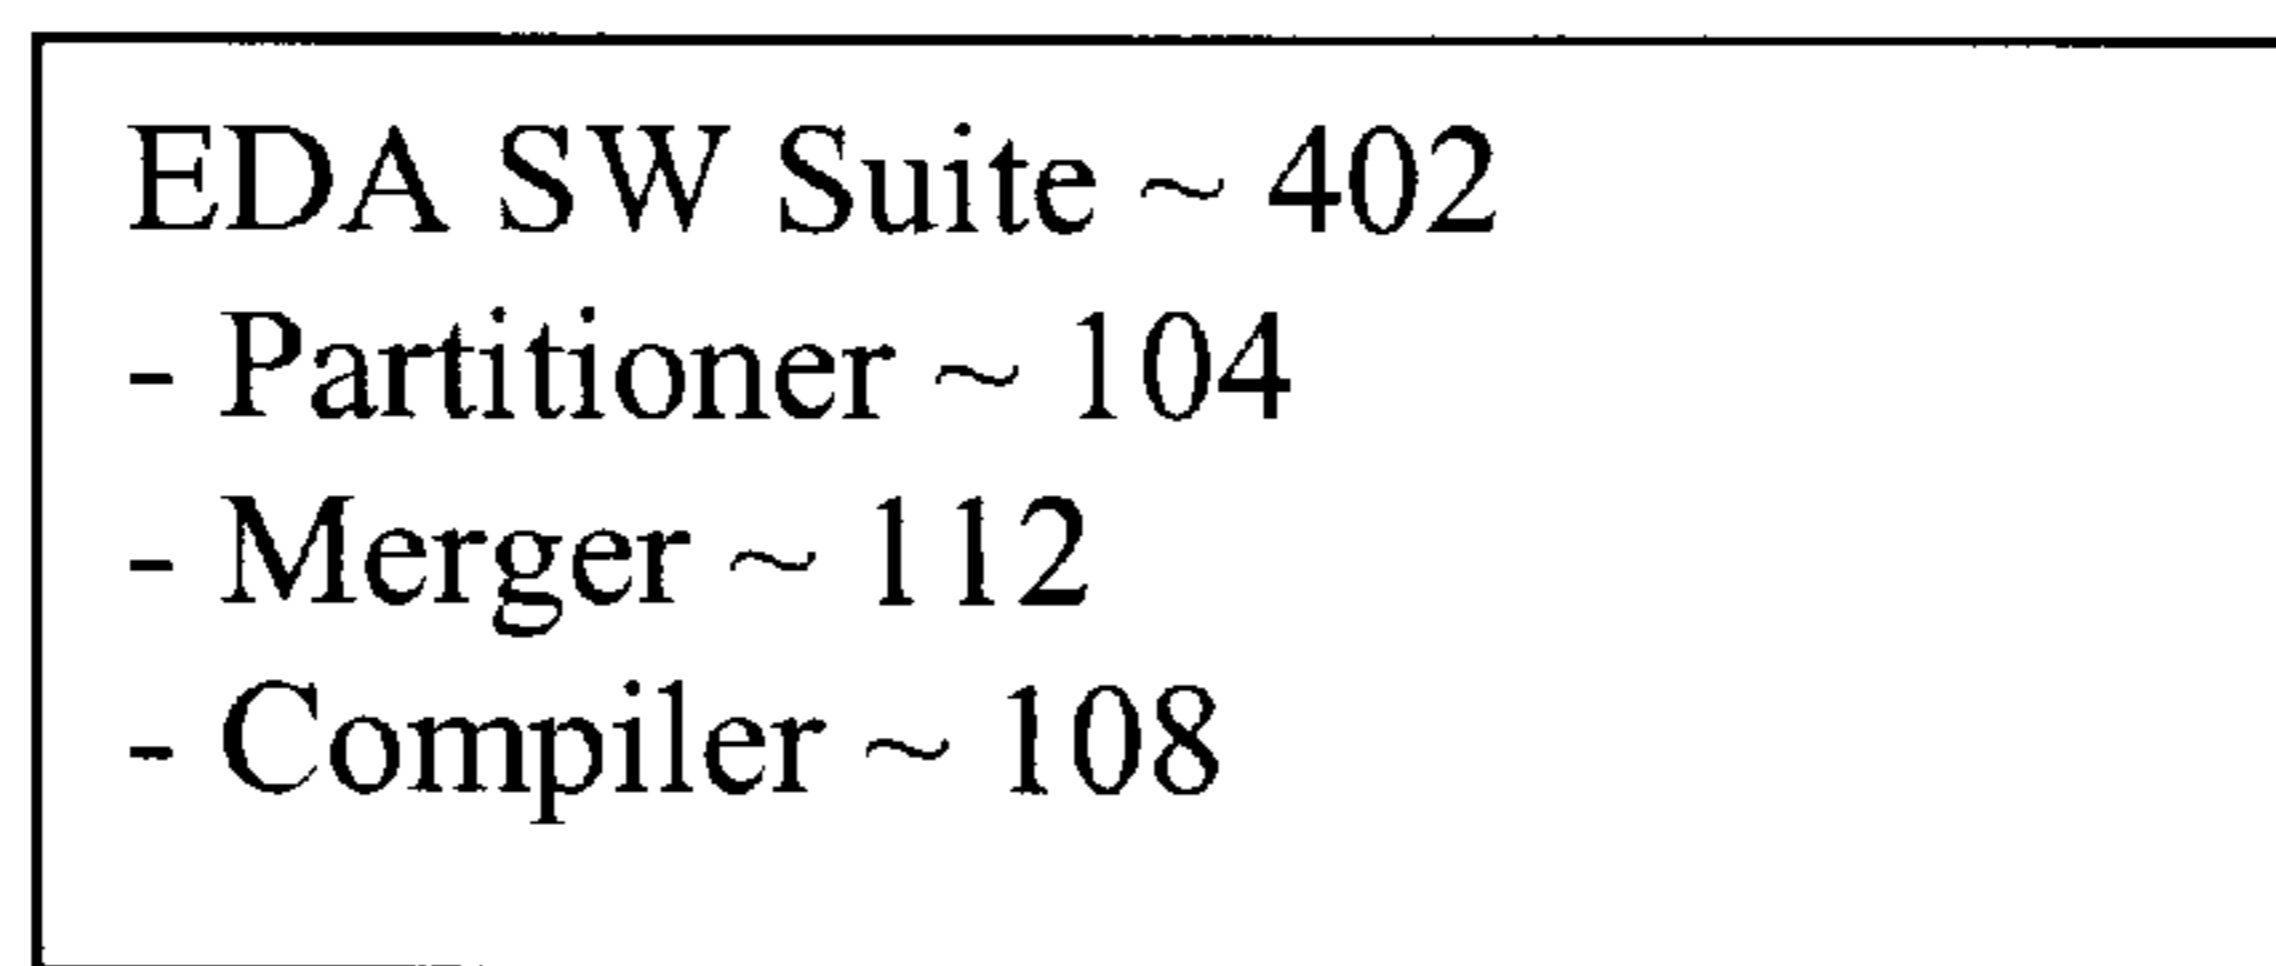 EDA SW Suite ~ 402
- Partitioner ~ 104
- Merger ~ 112
- Compiler ~ 108